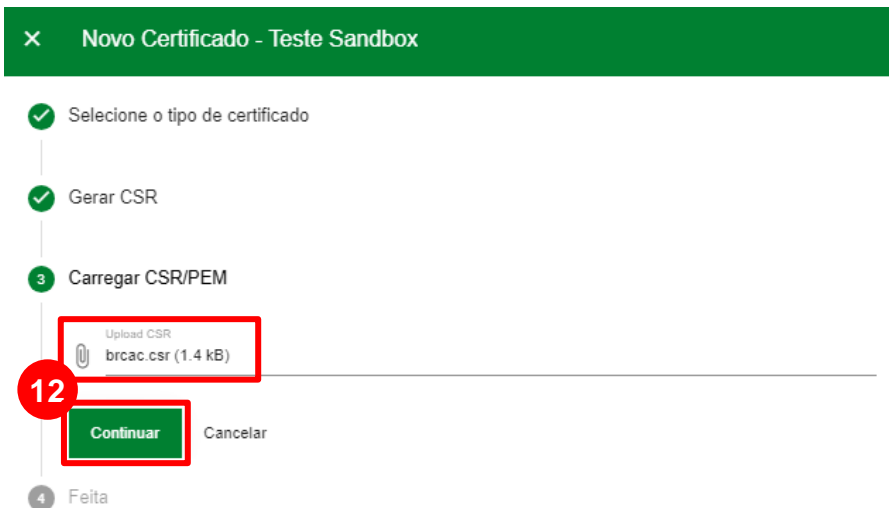 × Novo Certificado - Teste Sandbox
Selecione o tipo de certificado
Gerar CSR
3 Carregar CSR/PEM
Upload CSR
brcac.csr (1.4 kB)
12
Continuar Cancelar
4 Feita